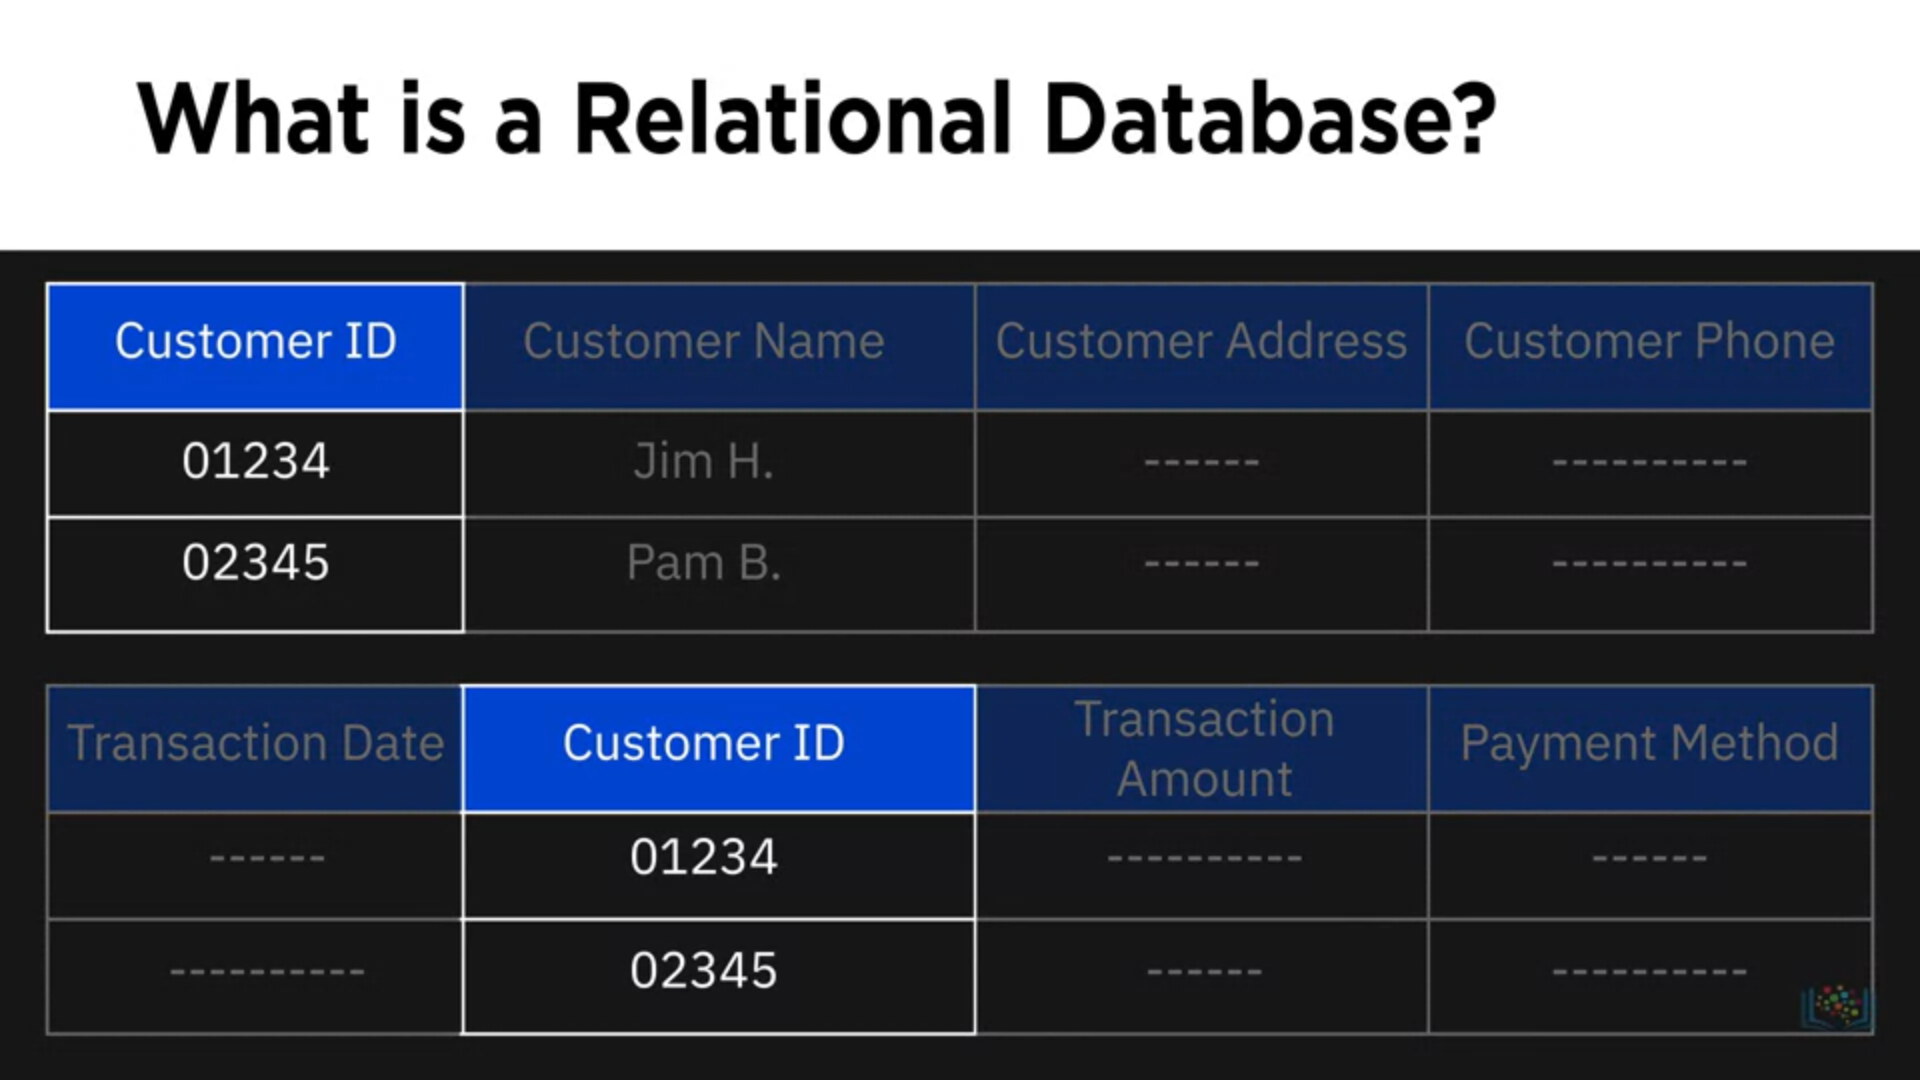 What is a Relational Database?
Customer ID Customer Name Customer Address Customer Phone
01234 Jim H. ------ ----------
02345 Pam B. ------ ----------
Transaction Date Customer ID Transaction Amount Payment Method
------ 01234 ---------- ------
---------- 02345 ------ ----------